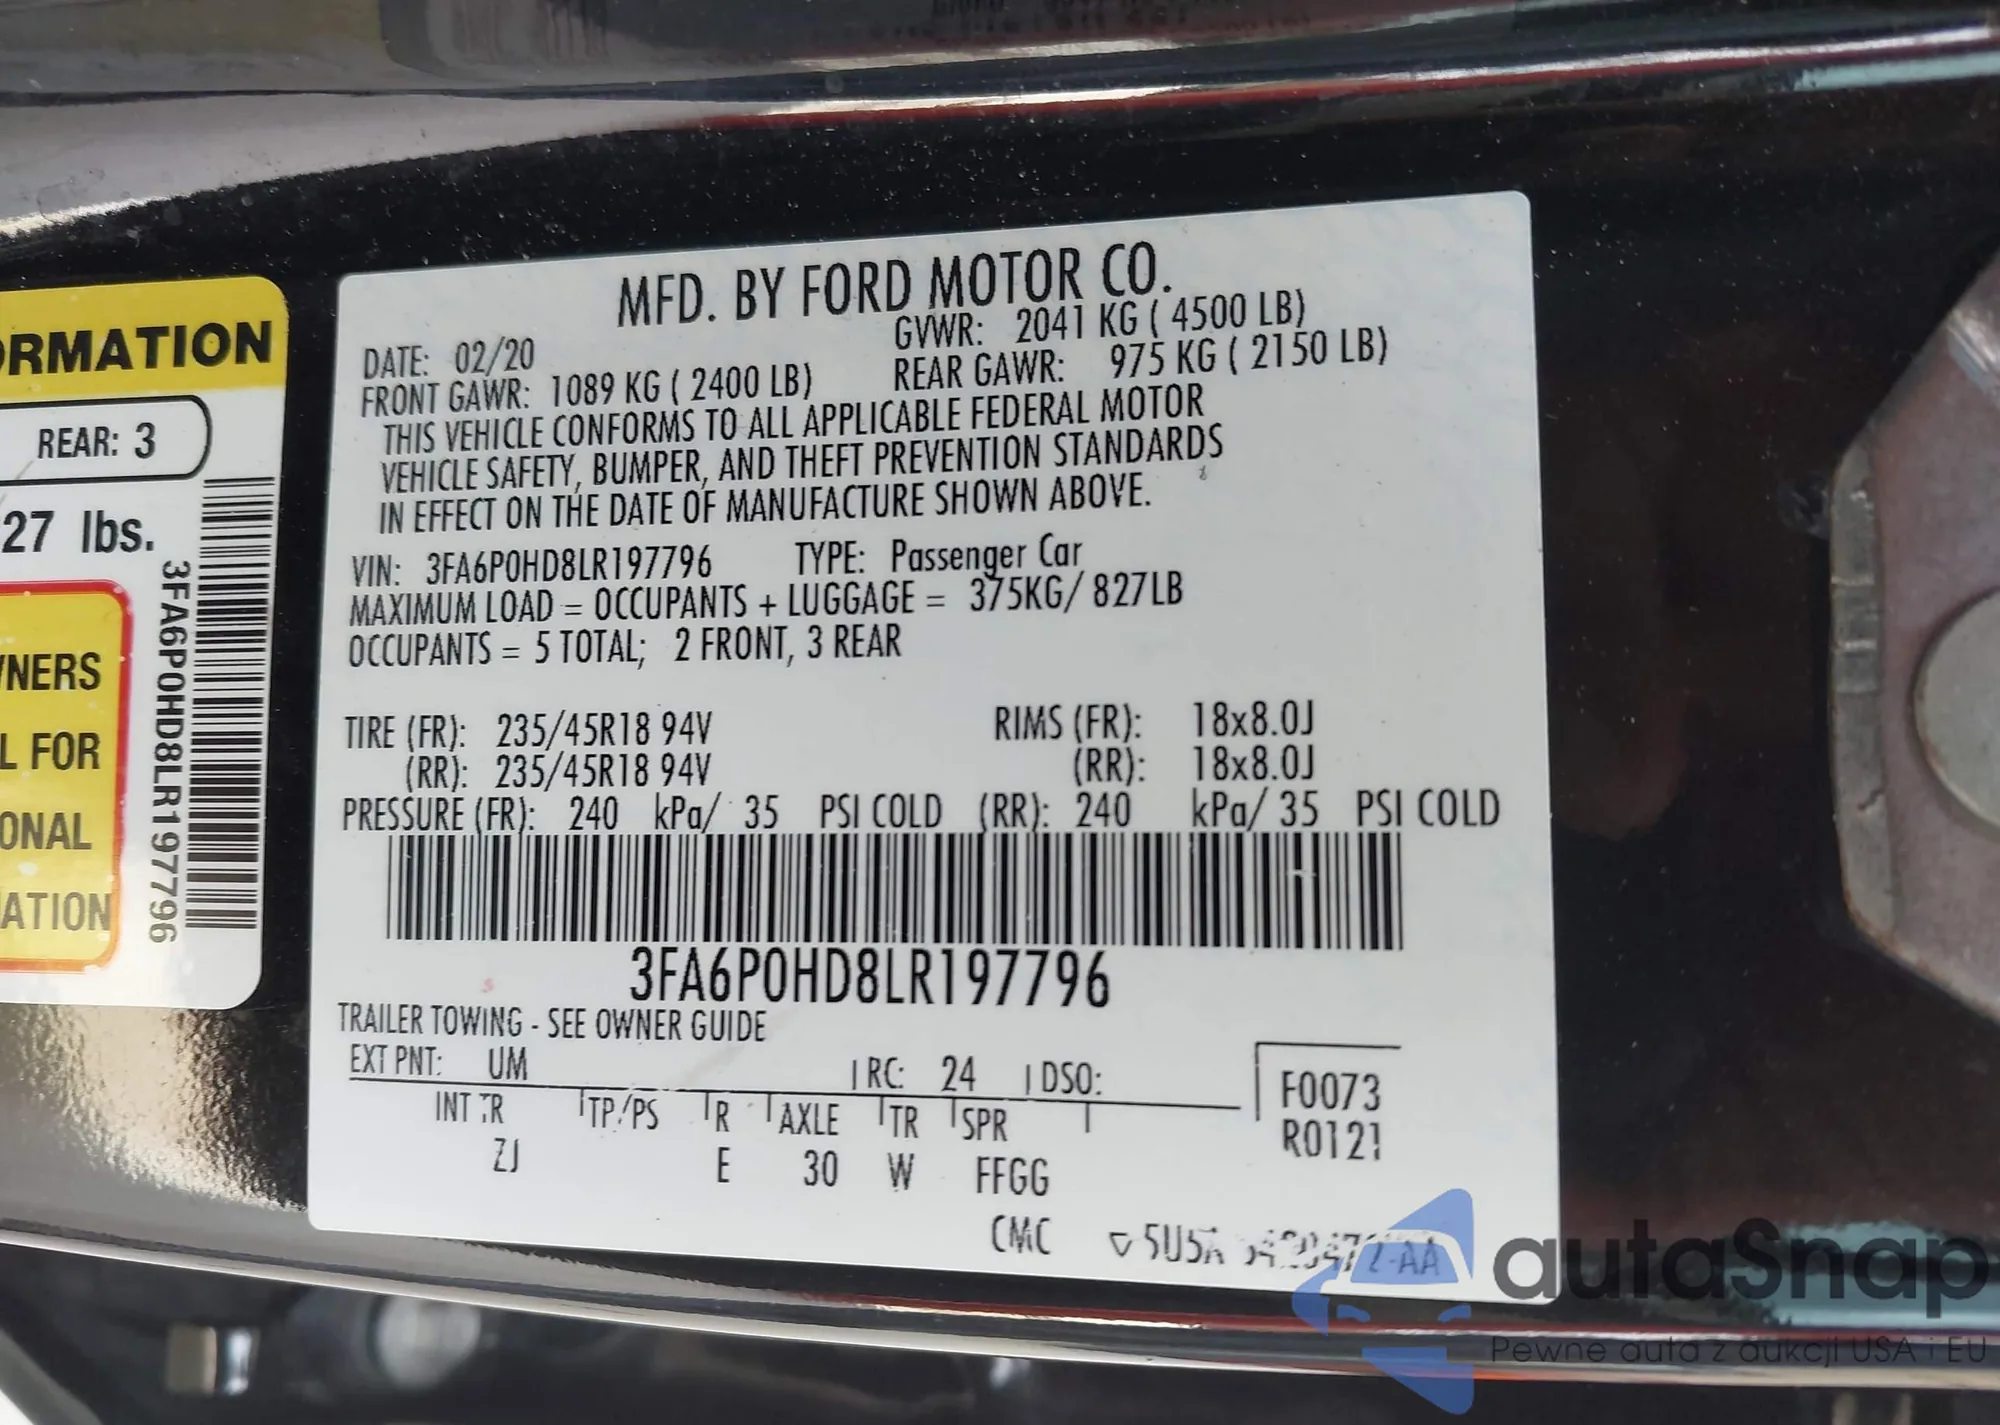 ORMATION
REAR: 3
27 lbs.
NERS
L FOR
ONAL
ATION
3FA6P0HD8LR197796
MFD. BY FORD MOTOR CO.
DATE: 02/20 GVWR: 2041 KG ( 4500 LB)
FRONT GAWR: 1089 KG ( 2400 LB) REAR GAWR: 975 KG ( 2150 LB)
THIS VEHICLE CONFORMS TO ALL APPLICABLE FEDERAL MOTOR
VEHICLE SAFETY, BUMPER, AND THEFT PREVENTION STANDARDS
IN EFFECT ON THE DATE OF MANUFACTURE SHOWN ABOVE.
VIN: 3FA6P0HD8LR197796 TYPE: Passenger Car
MAXIMUM LOAD = OCCUPANTS + LUGGAGE = 375KG/ 827LB
OCCUPANTS = 5 TOTAL; 2 FRONT, 3 REAR
TIRE (FR): 235/45R18 94V RIMS (FR): 18x8.0J
(RR): 235/45R18 94V (RR): 18x8.0J
PRESSURE (FR): 240 kPa/ 35 PSI COLD (RR): 240 kPa/ 35 PSI COLD
3FA6P0HD8LR197796
TRAILER TOWING - SEE OWNER GUIDE
EXT PNT: UM RC: 24 DSO:
INT TR TP/PS R AXLE TR SPR
ZJ E 30 W FFGG
F0073
R0121
CMC
autaSnap
Pewne auta z aukcji USA i EU